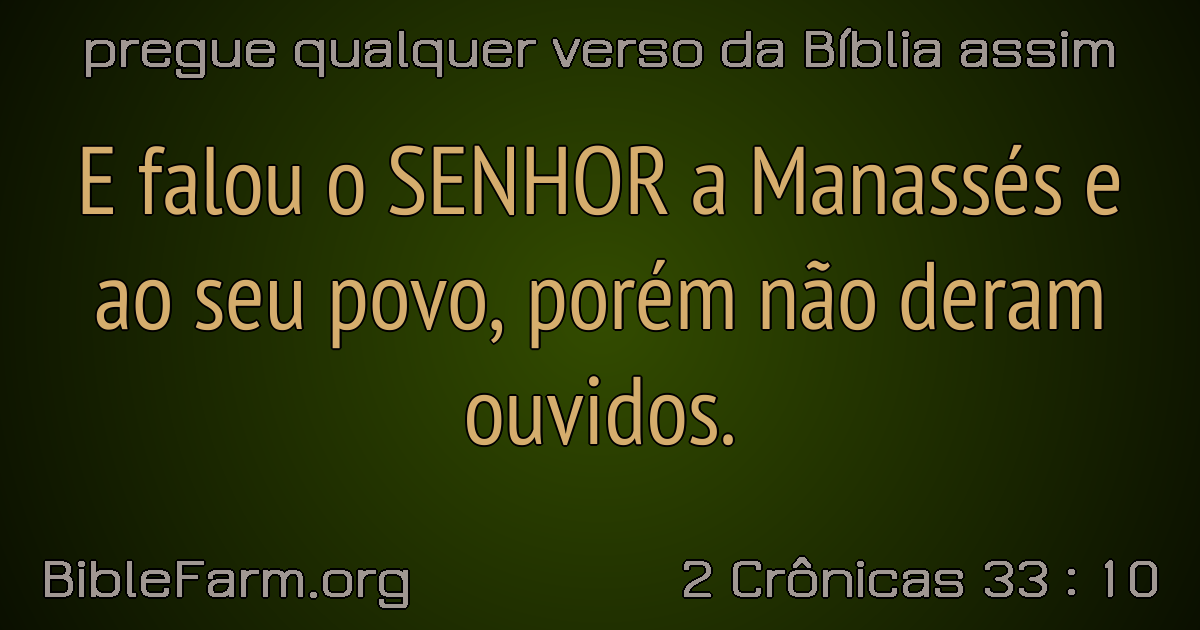 pregue qualquer verso da Bíblia assim
E falou o SENHOR a Manassés e
ao seu povo, porém não deram
ouvidos.
BibleFarm.org
2 Crônicas 33 : 10